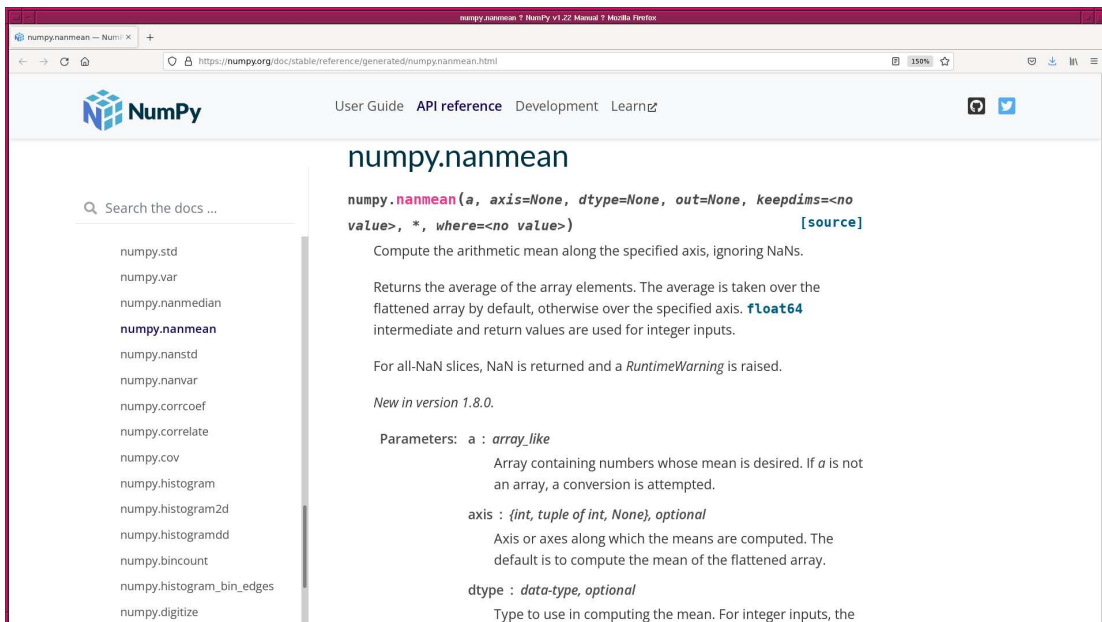 numpy.nanmean ? NumPy v1.22 Manual ? Mozilla Firefox
numpy.nanmean — Num
https://numpy.org/doc/stable/reference/generated/numpy.nanmean.html
150%
NumPy
User Guide API reference Development Learn
numpy.nanmean
numpy.nanmean(a, axis=None, dtype=None, out=None, keepdims=<no
value>, *, where=<no value>) [source]
Compute the arithmetic mean along the specified axis, ignoring NaNs.
Returns the average of the array elements. The average is taken over the
flattened array by default, otherwise over the specified axis. float64
intermediate and return values are used for integer inputs.
For all-NaN slices, NaN is returned and a RuntimeWarning is raised.
New in version 1.8.0.
Parameters: a : array_like
Array containing numbers whose mean is desired. If a is not
an array, a conversion is attempted.
axis : {int, tuple of int, None}, optional
Axis or axes along which the means are computed. The
default is to compute the mean of the flattened array.
dtype : data-type, optional
Type to use in computing the mean. For integer inputs, the
Search the docs ...
numpy.std
numpy.var
numpy.nanmedian
numpy.nanmean
numpy.nanstd
numpy.nanvar
numpy.corrcoef
numpy.correlate
numpy.cov
numpy.histogram
numpy.histogram2d
numpy.histogramdd
numpy.bincount
numpy.histogram_bin_edges
numpy.digitize